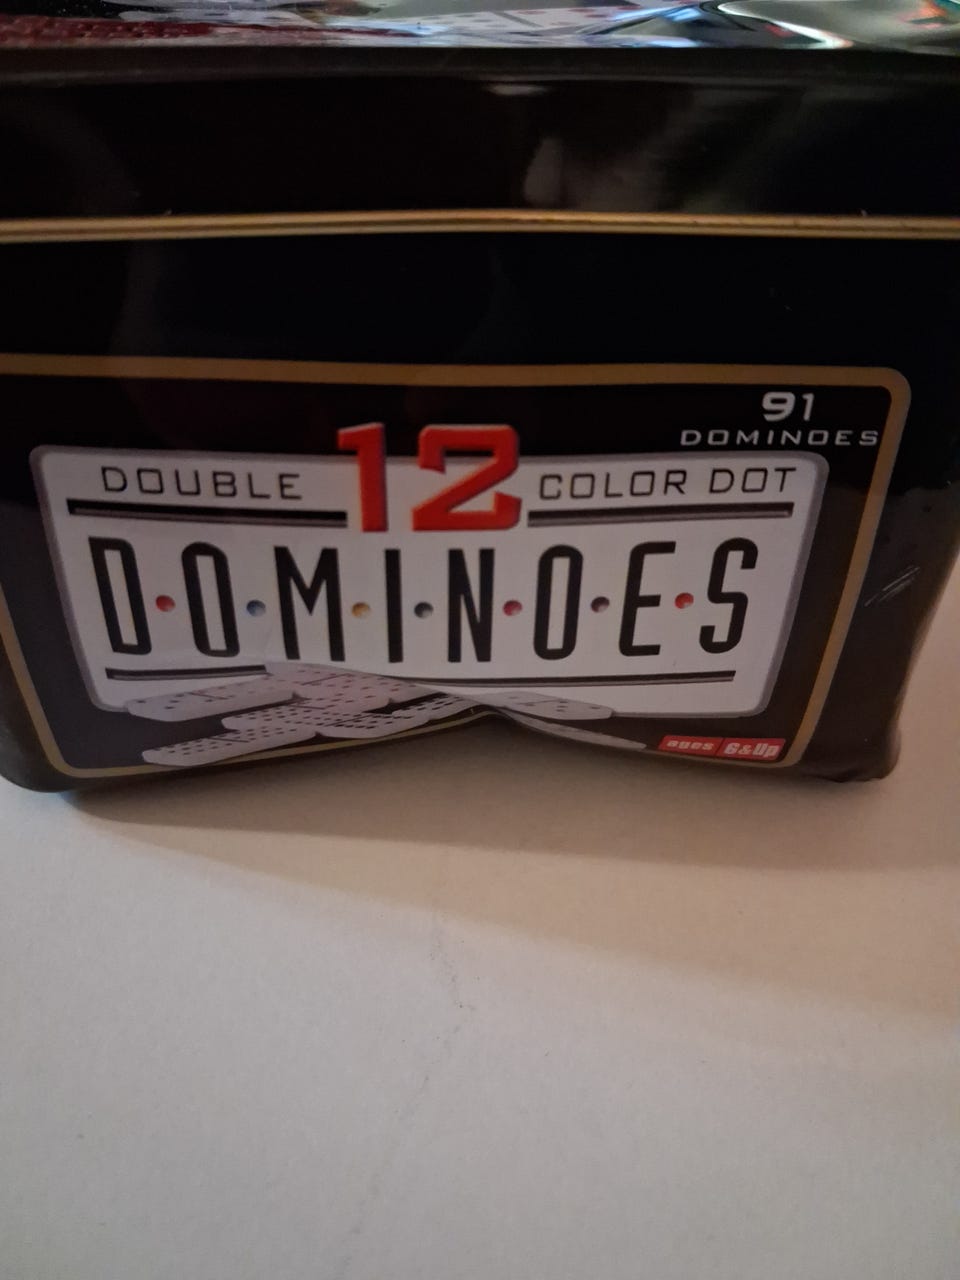 91
DOMINOES
DOUBLE 12 COLOR DOT
D•O•M•I•N•O•E•S
ages 6&Up